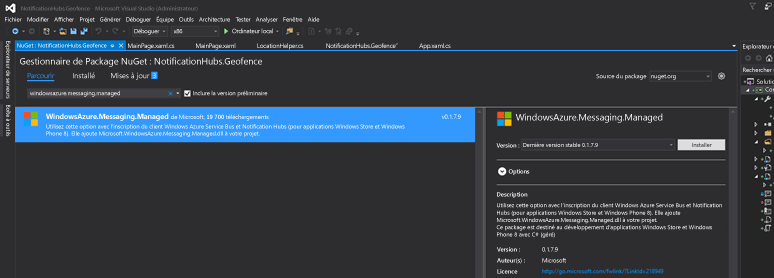 NotificationHubs.Geofence - Microsoft Visual Studio (Administrateur)
Fichier Modifier Affichage Projet Générer Déboguer Équipe Outils Architecture Tester Analyser Fenêtre Aide
Déboguer x86 Ordinateur local
NuGet : NotificationHubs.Geofence MainPage.xaml.cs MainPage.xaml LocationHelper.cs NotificationHubs.Geofence* App.xaml.cs
Explorateur de serveurs
Boîte à outils
Gestionnaire de Package NuGet : NotificationHubs.Geofence
Parcourir Installé Mises à jour 3
Source du package : nuget.org
windowsazure.messaging.managed Inclure la version préliminaire
WindowsAzure.Messaging.Managed de Microsoft, 39 700 téléchargements v0.1.7.9
Utilisez cette option avec l'inscription du client Windows Azure Service Bus et Notification Hubs (pour applications Windows Store et Windows
Phone 8). Elle ajoute Microsoft.WindowsAzure.Messaging.Managed.dll à votre projet.
WindowsAzure.Messaging.Managed
Version : Dernière version stable 0.1.7.9 Installer
Options
Description
Utilisez cette option avec l'inscription du client Windows Azure Service Bus et Notification
Hubs (pour applications Windows Store et Windows Phone 8). Elle ajoute
Microsoft.WindowsAzure.Messaging.Managed.dll à votre projet.
Ce package est destiné au développement d'applications Windows Store et Windows
Phone 8 avec C# (géré)
Version : 0.1.7.9
Auteur(s) : Microsoft
Licence http://go.microsoft.com/fwlink/?LinkId=218949
Explorateur
Rechercher
Solutio